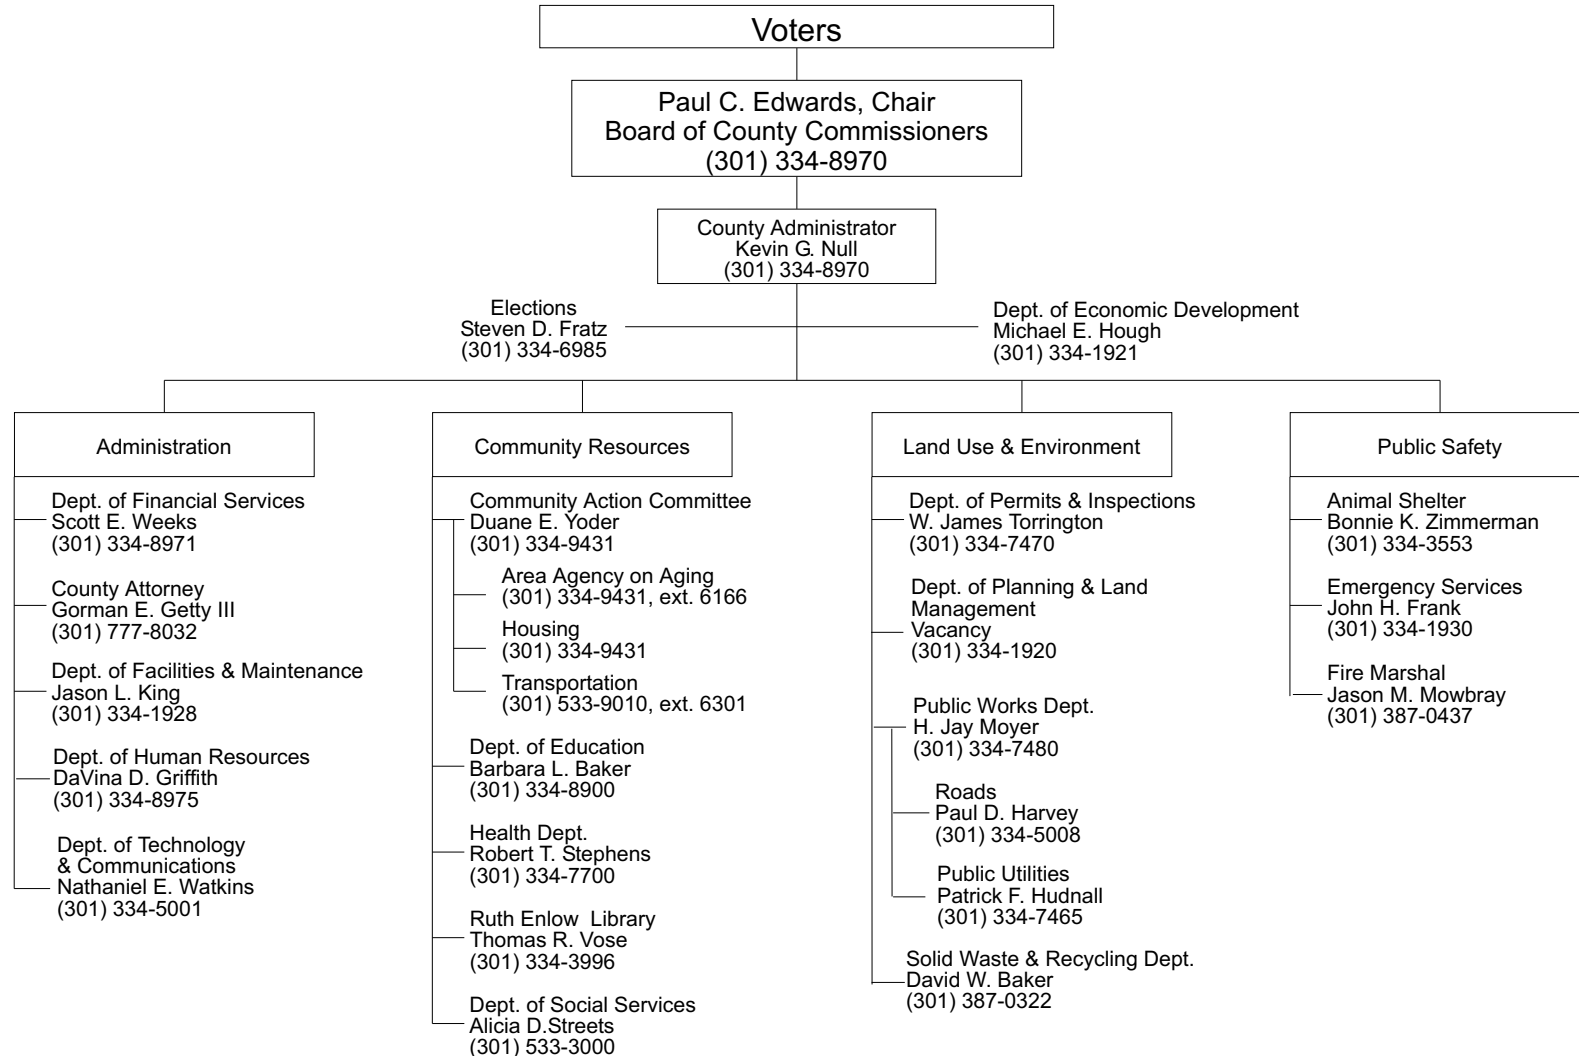 Voters
Paul C. Edwards, Chair
Board of County Commissioners
(301) 334-8970
County Administrator
Kevin G. Null
(301) 334-8970
Elections
Steven D. Fratz
(301) 334-6985
Dept. of Economic Development
Michael E. Hough
(301) 334-1921
Administration
Dept. of Financial Services
Scott E. Weeks
(301) 334-8971
County Attorney
Gorman E. Getty III
(301) 777-8032
Dept. of Facilities & Maintenance
Jason L. King
(301) 334-1928
Dept. of Human Resources
DaVina D. Griffith
(301) 334-8975
Dept. of Technology
& Communications
Nathaniel E. Watkins
(301) 334-5001
Community Resources
Community Action Committee
Duane E. Yoder
(301) 334-9431
Area Agency on Aging
(301) 334-9431, ext. 6166
Housing
(301) 334-9431
Transportation
(301) 533-9010, ext. 6301
Dept. of Education
Barbara L. Baker
(301) 334-8900
Health Dept.
Robert T. Stephens
(301) 334-7700
Ruth Enlow Library
Thomas R. Vose
(301) 334-3996
Dept. of Social Services
Alicia D.Streets
(301) 533-3000
Land Use & Environment
Dept. of Permits & Inspections
W. James Torrington
(301) 334-7470
Dept. of Planning & Land
Management
Vacancy
(301) 334-1920
Public Works Dept.
H. Jay Moyer
(301) 334-7480
Roads
Paul D. Harvey
(301) 334-5008
Public Utilities
Patrick F. Hudnall
(301) 334-7465
Solid Waste & Recycling Dept.
David W. Baker
(301) 387-0322
Public Safety
Animal Shelter
Bonnie K. Zimmerman
(301) 334-3553
Emergency Services
John H. Frank
(301) 334-1930
Fire Marshal
Jason M. Mowbray
(301) 387-0437